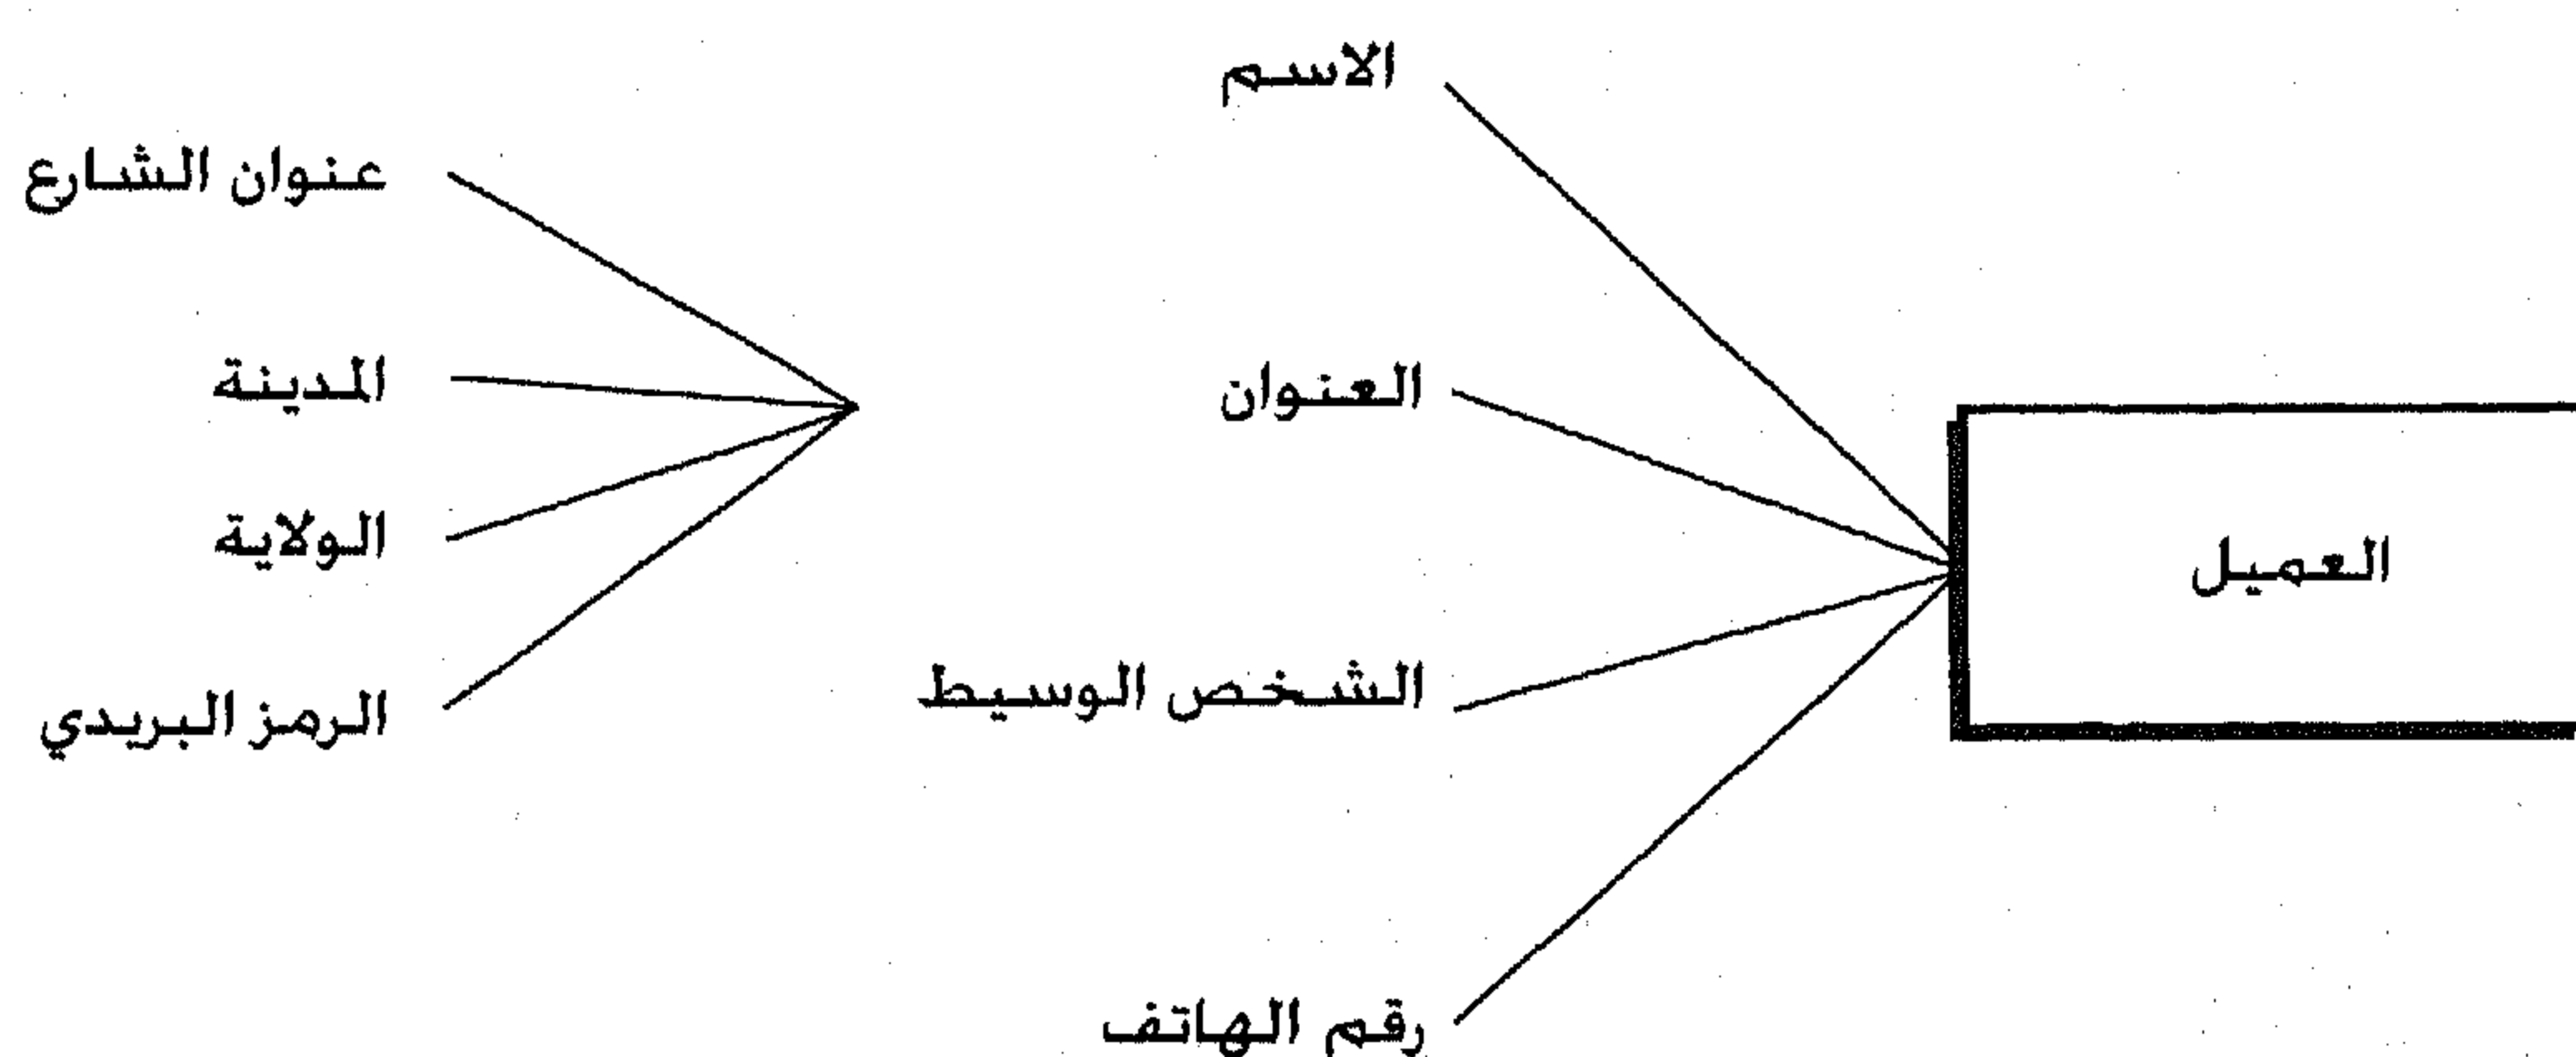 العميل
الاسم
العنوان
الشخص الوسيط
رقم الهاتف
عنوان الشارع
المدينة
الولاية
الرمز البريدي